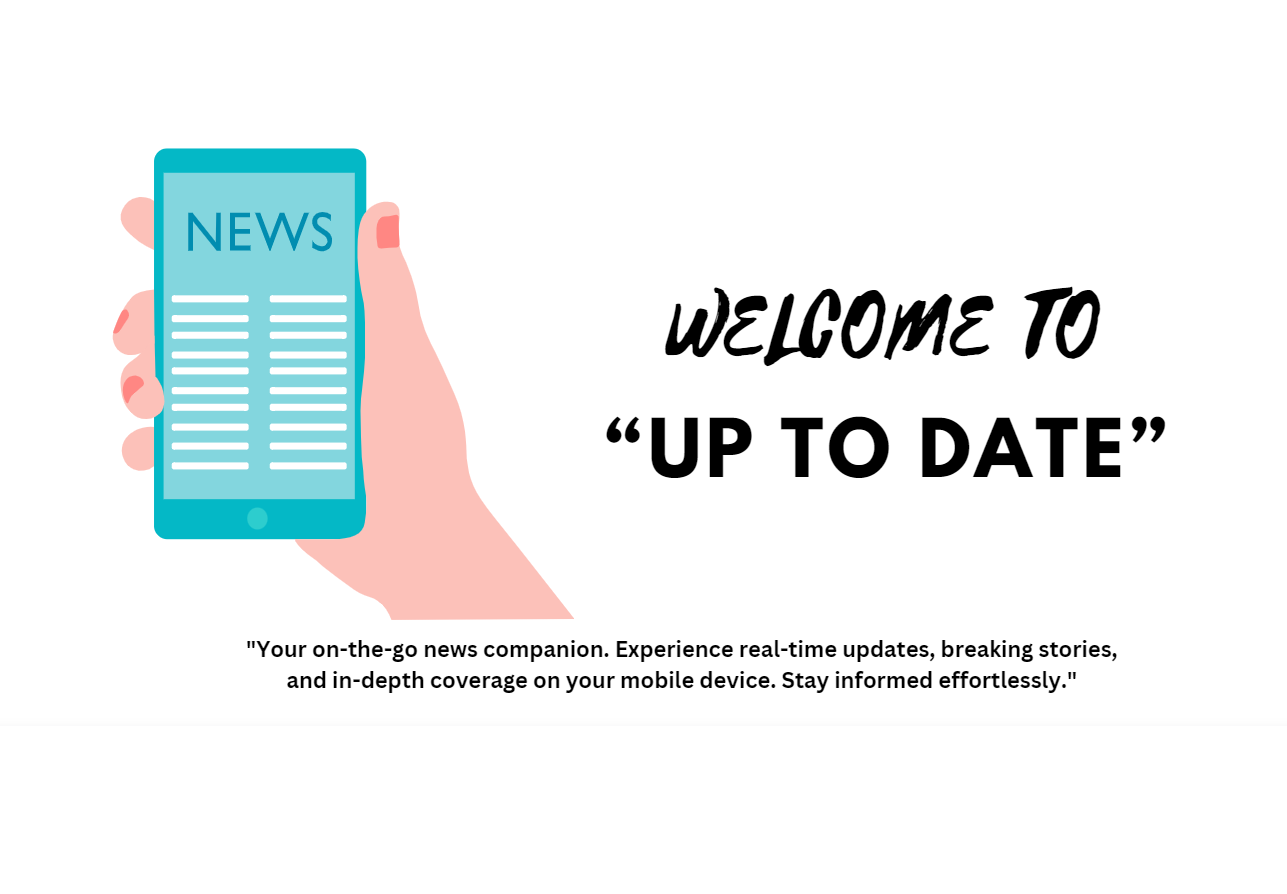 NEWS
WELCOME TO
“UP TO DATE”
"Your on-the-go news companion. Experience real-time updates, breaking stories,
and in-depth coverage on your mobile device. Stay informed effortlessly."